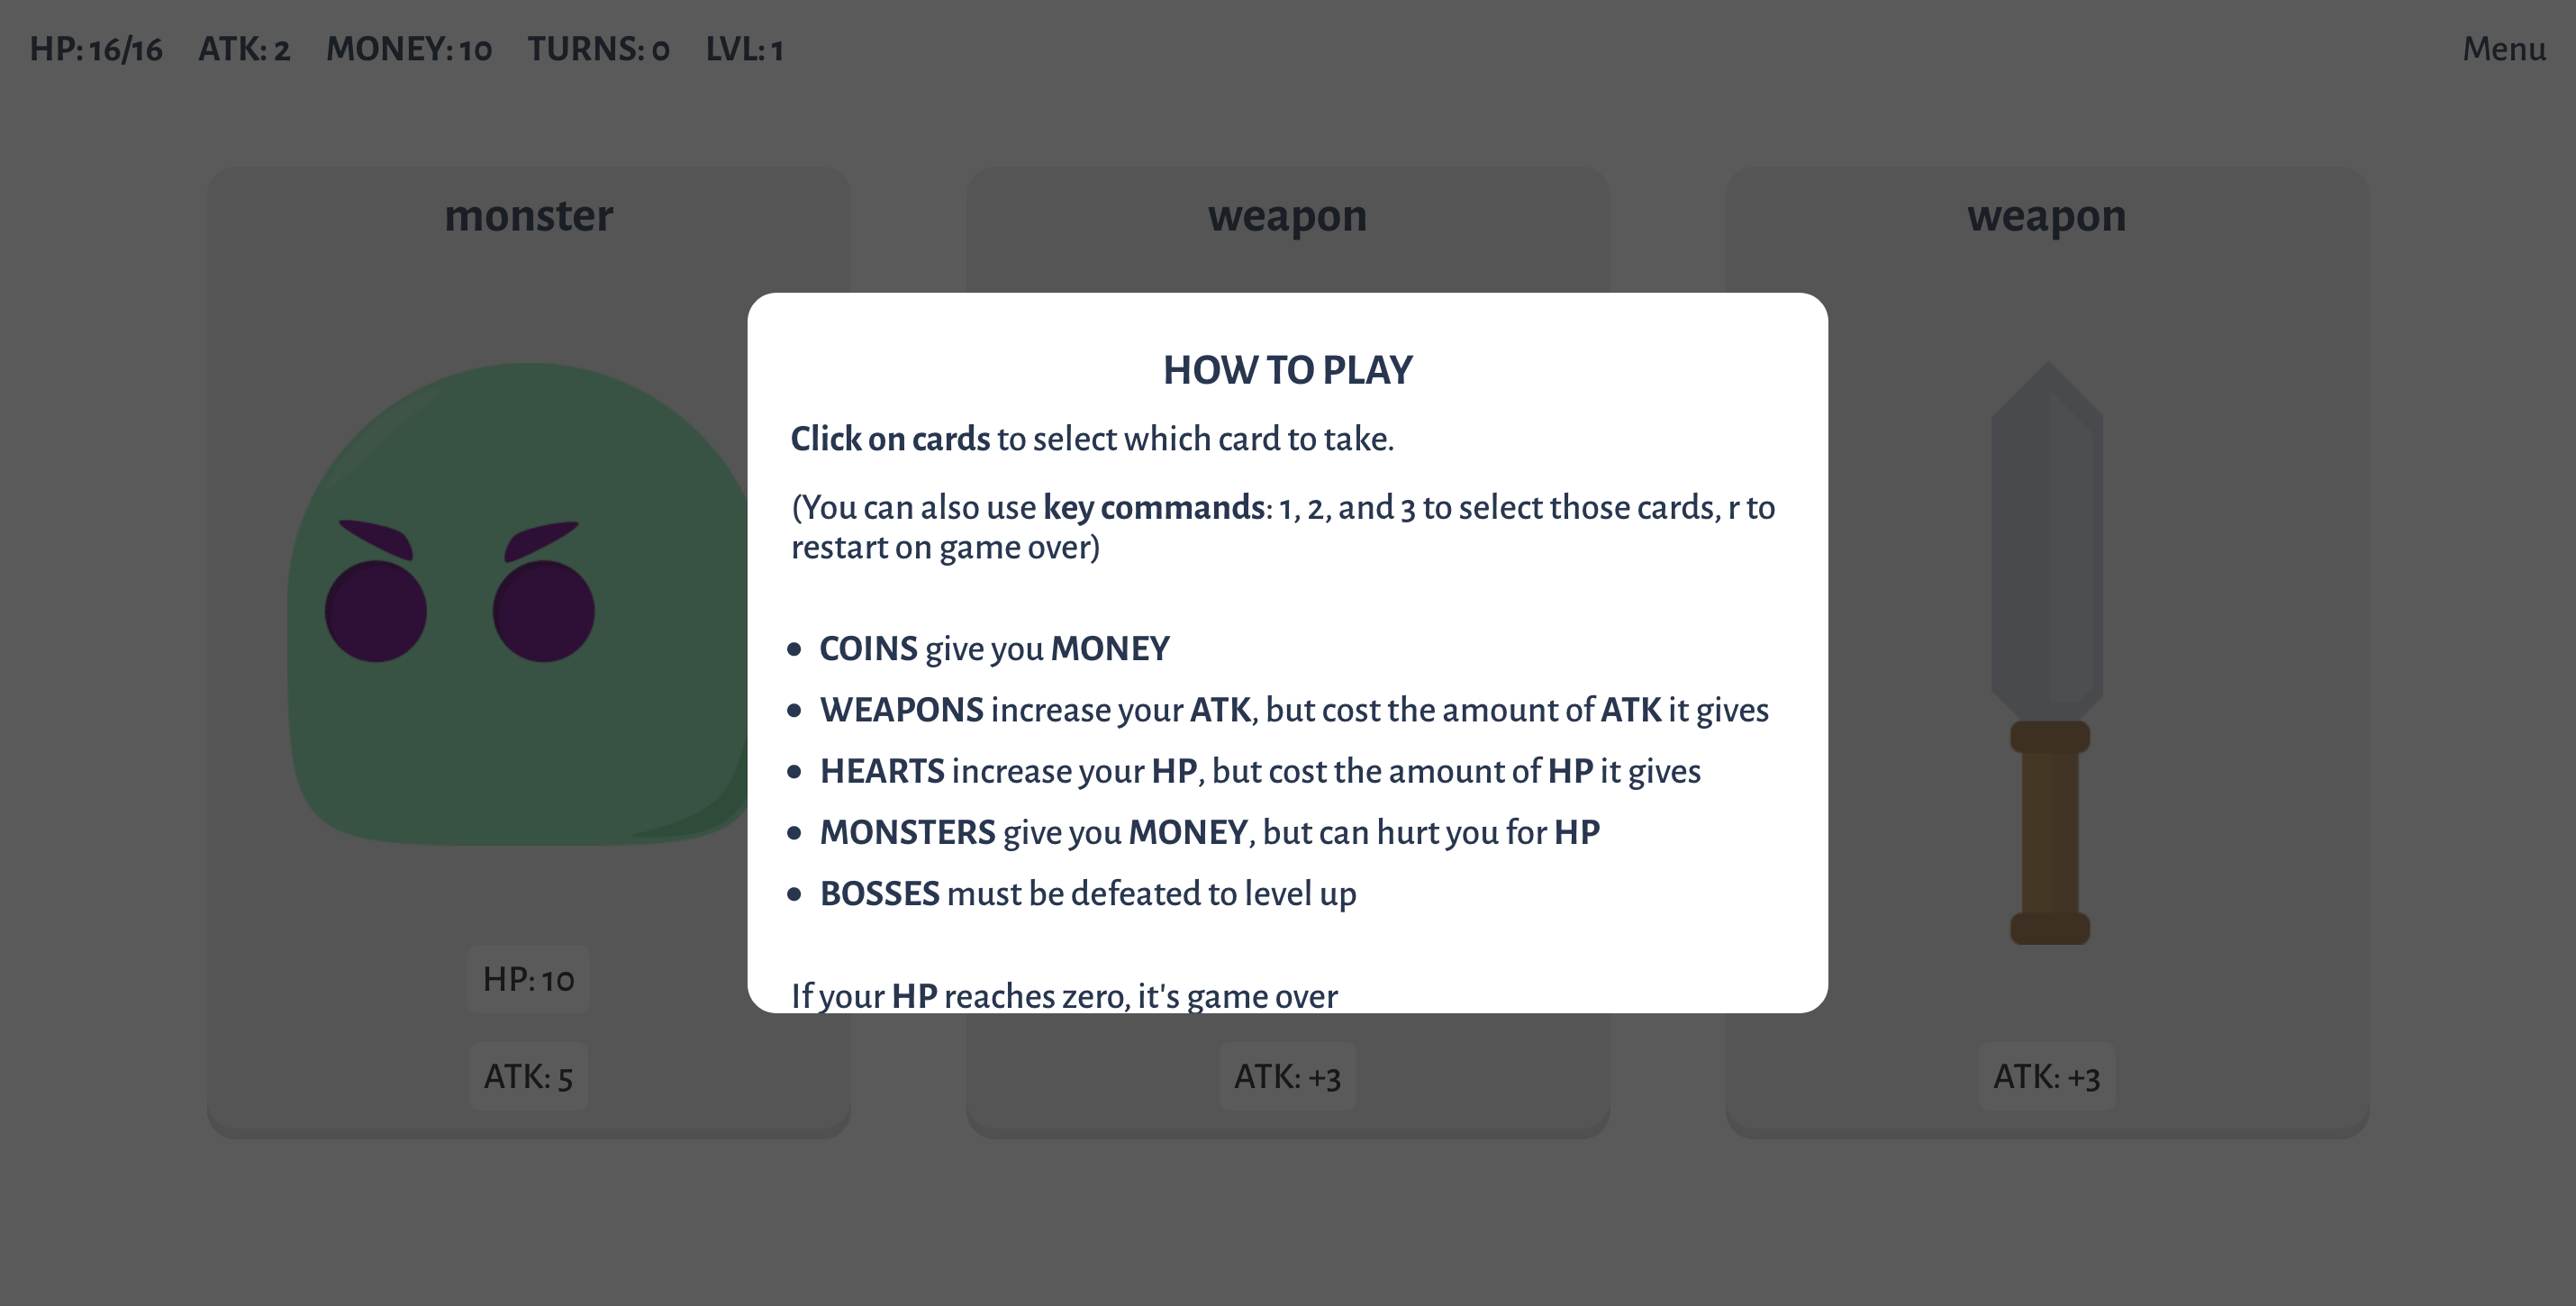 HP: 16/16 ATK: 2 MONEY: 10 TURNS: 0 LVL: 1 Menu
monster
weapon
weapon
HOW TO PLAY
Click on cards to select which card to take.
(You can also use key commands: 1, 2, and 3 to select those cards, r to
restart on game over)
COINS give you MONEY
WEAPONS increase your ATK, but cost the amount of ATK it gives
HEARTS increase your HP, but cost the amount of HP it gives
MONSTERS give you MONEY, but can hurt you for HP
BOSSES must be defeated to level up
If your HP reaches zero, it's game over
HP: 10
ATK: 5
ATK: +3
ATK: +3